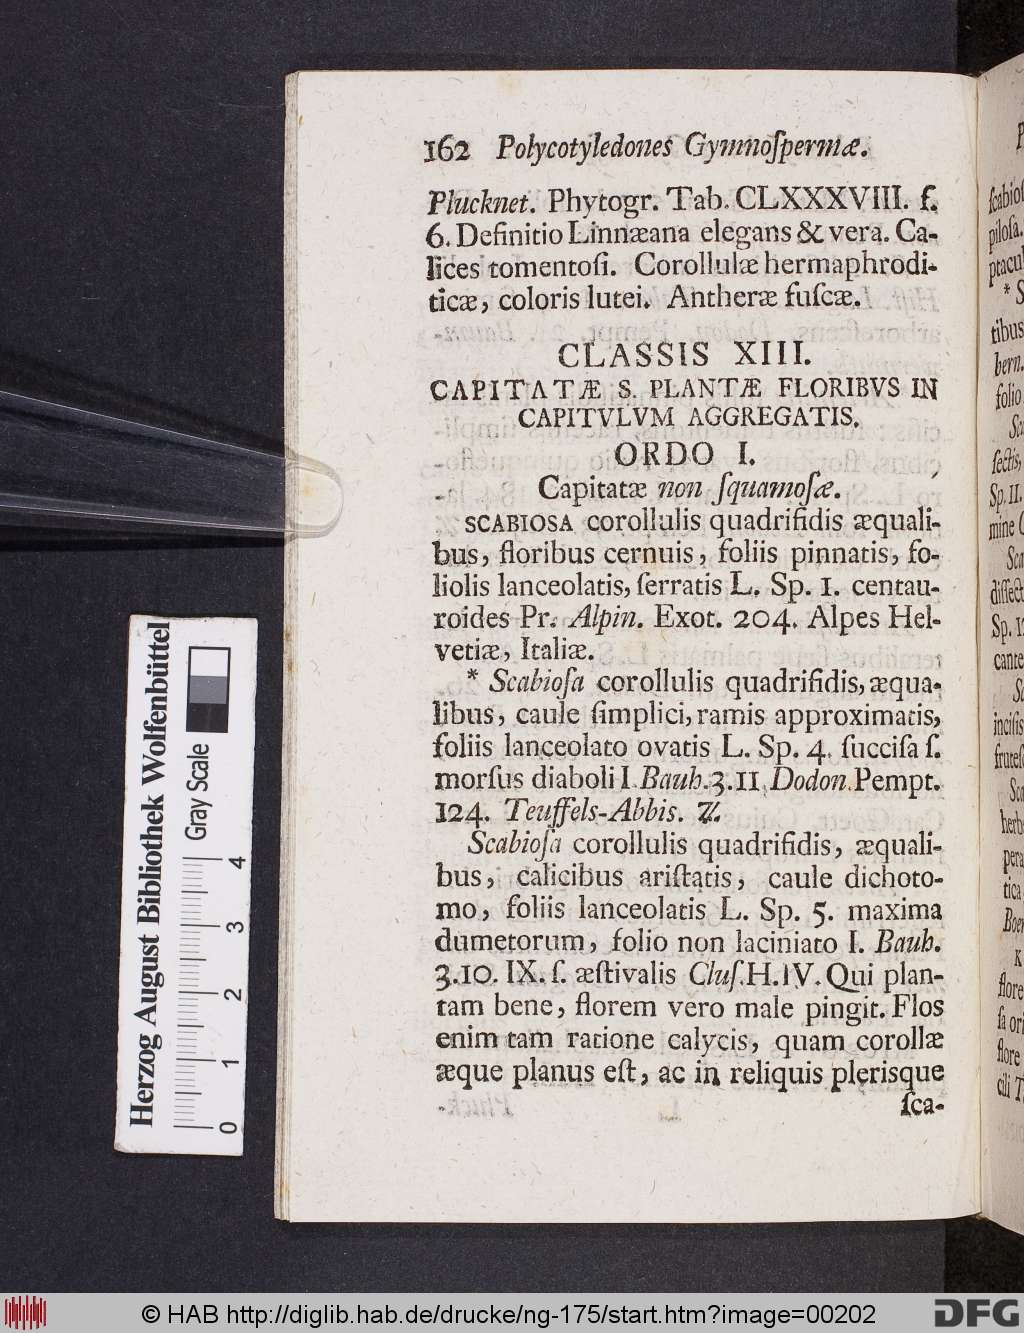 162 Polycotyledones Gymnoſpermæ.
Plucknet. Phytogr. Tab. CLXXXVIII. f.
6. Definitio Linnæana elegans & vera. Ca-
lices tomentoſi. Corollulæ hermaphrodi-
ticæ, coloris lutei. Antheræ fuſcæ.
CLASSIS XIII.
CAPITATÆ S. PLANTÆ FLORIBVS IN
CAPITVLVM AGGREGATIS.
ORDO I.
Capitatæ non ſquamoſæ.
SCABIOSA corollulis quadrifidis æquali-
bus, floribus cernuis, foliis pinnatis, fo-
liolis lanceolatis, ſerratis L. Sp. 1. centau-
roides Pr. Alpin. Exot. 204. Alpes Hel-
vetiæ, Italiæ.
* Scabioſa corollulis quadrifidis, æqua-
libus, caule ſimplici, ramis approximatis,
foliis lanceolato ovatis L. Sp. 4. ſucciſa ſ.
morſus diaboli I. Bauh. 3. 11. Dodon. Pempt.
124. Teuffels-Abbis. ♃.
Scabioſa corollulis quadrifidis, æquali-
bus, calicibus ariſtatis, caule dichoto-
mo, foliis lanceolatis L. Sp. 5. maxima
dumetorum, folio non laciniato I. Bauh.
3. 10. IX. ſ. æſtivalis Cluſ. H. IV. Qui plan-
tam bene, florem vero male pingit. Flos
enim tam ratione calycis, quam corollæ
æque planus eſt, ac in reliquis plerisque
ſca-
Herzog August Bibliothek Wolfenbüttel
Gray Scale
0 1 2 3 4
© HAB http://diglib.hab.de/drucke/ng-175/start.htm?image=00202
DFG